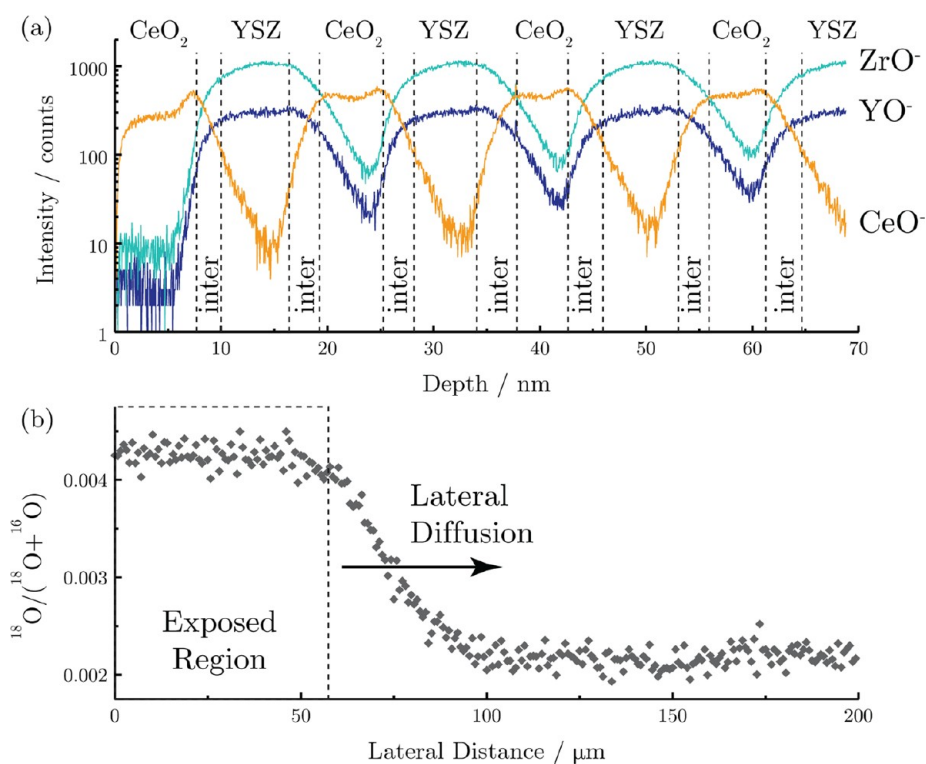 (a)
CeO₂ YSZ CeO₂ YSZ CeO₂ YSZ CeO₂ YSZ
1000
100
10
1
Intensity / counts
ZrO⁻
YO⁻
CeO⁻
inter. inter. inter. inter. inter. inter. inter.
0 10 20 30 40 50 60 70
Depth / nm
(b)
0.004
0.003
0.002
¹⁸O/(¹⁸O+¹⁶O)
Lateral
Diffusion
Exposed
Region
0 50 100 150 200
Lateral Distance / μm